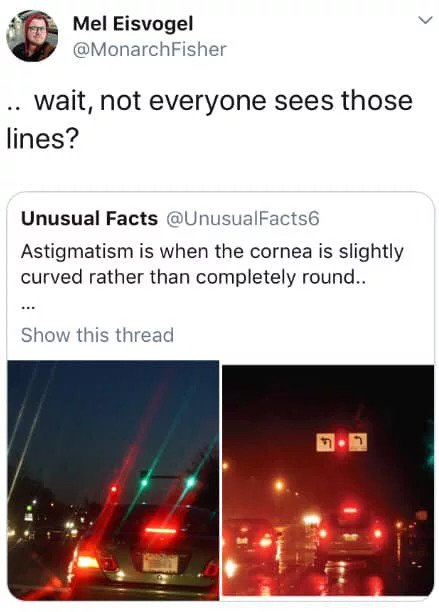 Mel Eisvogel
@MonarchFisher
.. wait, not everyone sees those
lines?
Unusual Facts @UnusualFacts6
Astigmatism is when the cornea is slightly
curved rather than completely round..
...
Show this thread